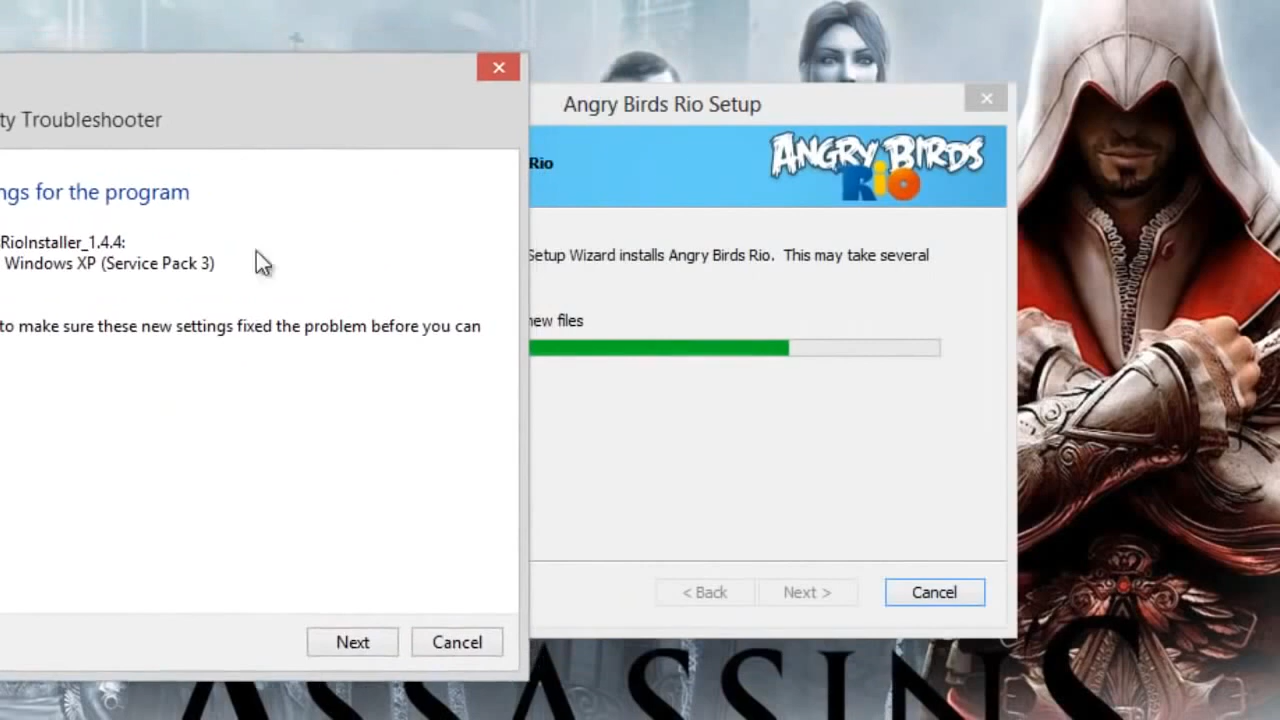 ty Troubleshooter
ngs for the program
RioInstaller_1.4.4:
Windows XP (Service Pack 3)
to make sure these new settings fixed the problem before you can
Next
Cancel
Angry Birds Rio Setup
Rio
ANGRY BIRDS
RIO
Setup Wizard installs Angry Birds Rio. This may take several
new files
< Back
Next >
Cancel
ASSASSINS